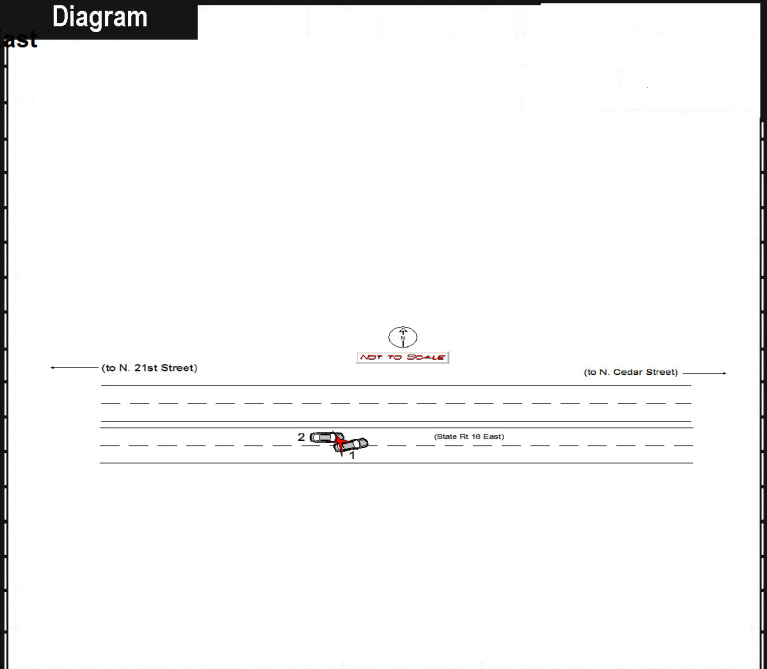 Diagram
ast
N
NOT TO SCALE
(to N. 21st Street)
(to N. Cedar Street)
2
(State Rt 16 East)
1